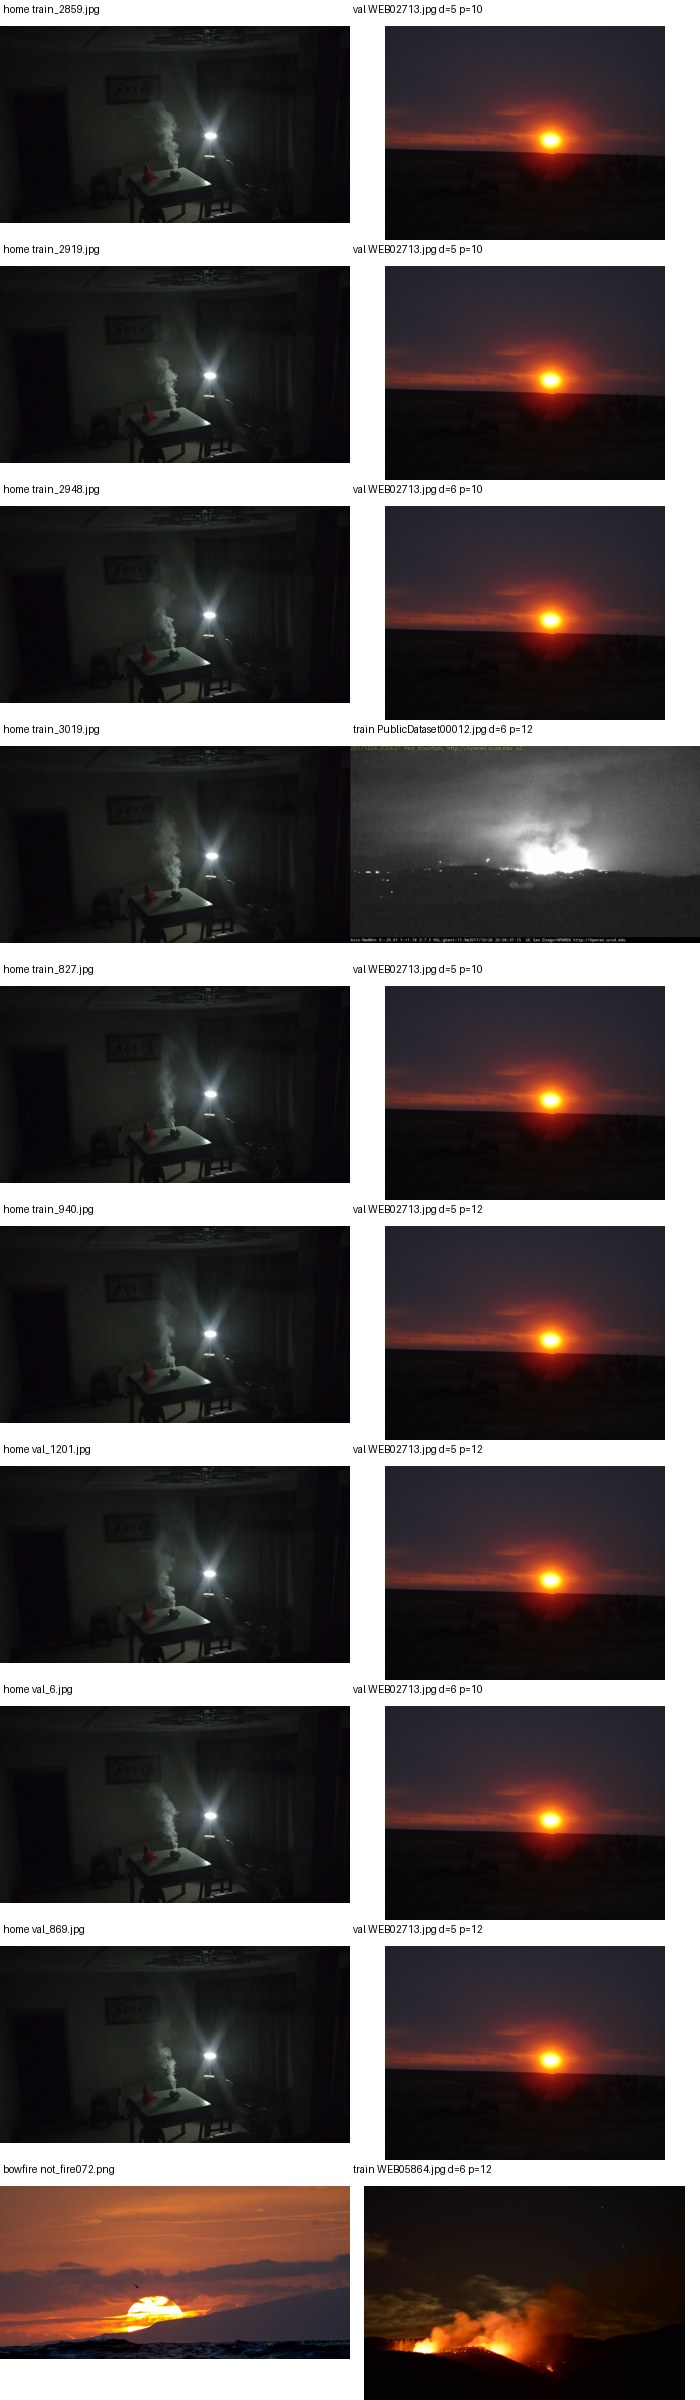 home train_2859.jpg
val WEB02713.jpg d=5 p=10
home train_2919.jpg
val WEB02713.jpg d=5 p=10
home train_2948.jpg
val WEB02713.jpg d=6 p=10
home train_3019.jpg
train PublicDataset00012.jpg d=6 p=12
home train_827.jpg
val WEB02713.jpg d=5 p=10
home train_940.jpg
val WEB02713.jpg d=5 p=12
home val_1201.jpg
val WEB02713.jpg d=5 p=12
home val_6.jpg
val WEB02713.jpg d=6 p=10
home val_869.jpg
val WEB02713.jpg d=5 p=12
bowfire not_fire072.png
train WEB05864.jpg d=6 p=12